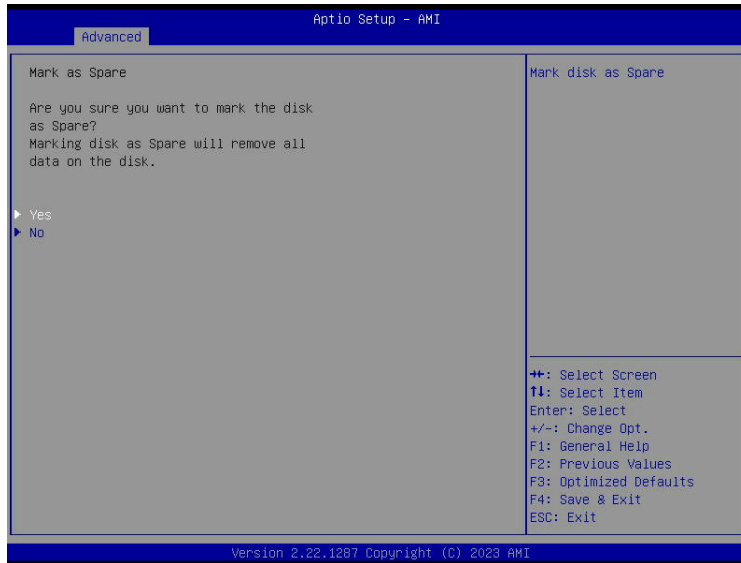 Aptio Setup – AMI
Advanced
Mark as Spare
Are you sure you want to mark the disk
as Spare?
Marking disk as Spare will remove all
data on the disk.
Yes
No
Mark disk as Spare
→←: Select Screen
↑↓: Select Item
Enter: Select
+/-: Change Opt.
F1: General Help
F2: Previous Values
F3: Optimized Defaults
F4: Save & Exit
ESC: Exit
Version 2.22.1287 Copyright (C) 2023 AMI